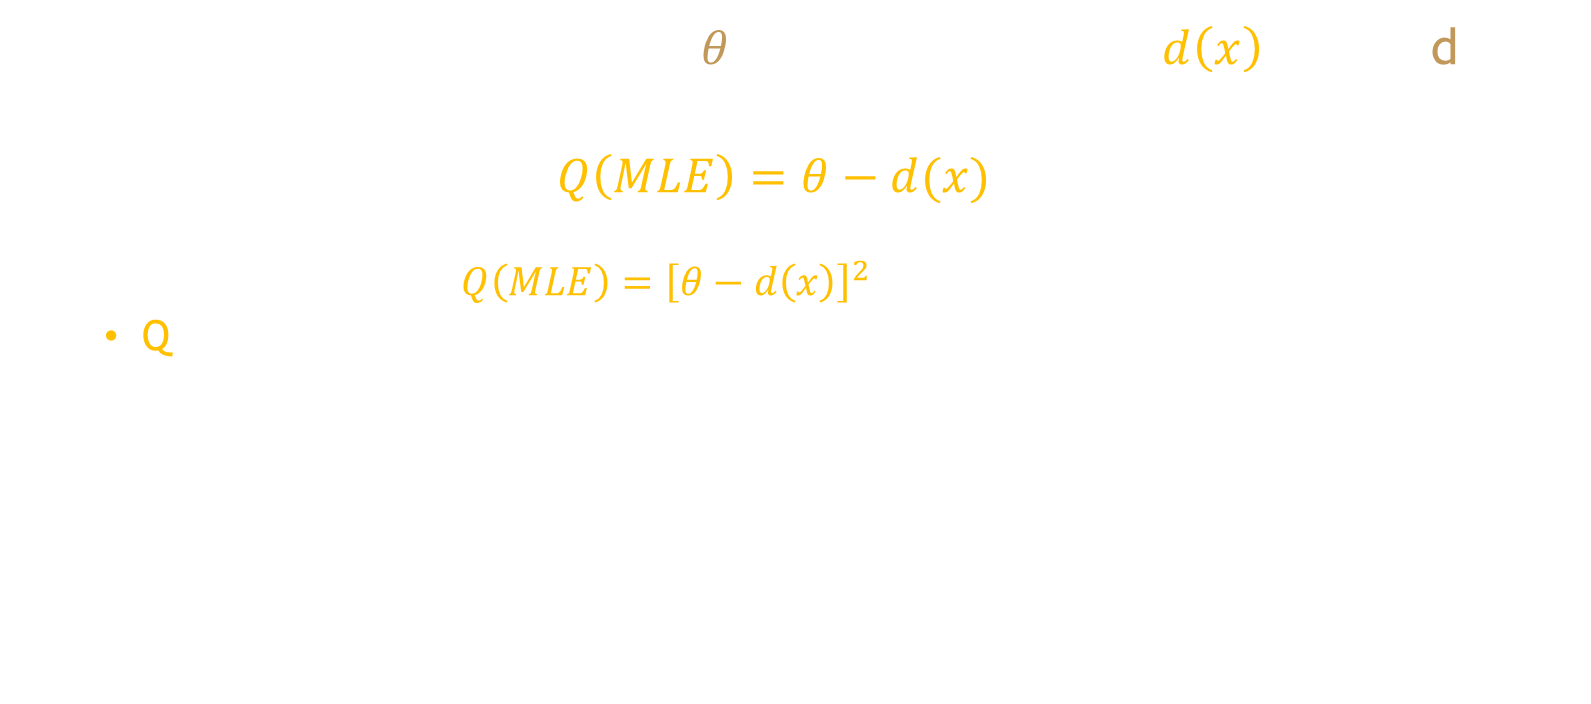 θ d(x) d
Q(MLE) = θ − d(x)
Q(MLE) = [θ − d(x)]²
• Q